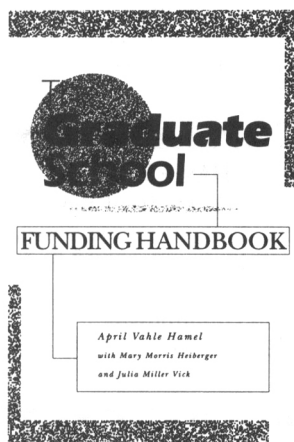 The
Graduate
School
FUNDING HANDBOOK
April Vahle Hamel
with Mary Morris Heiberger
and Julia Miller Vick